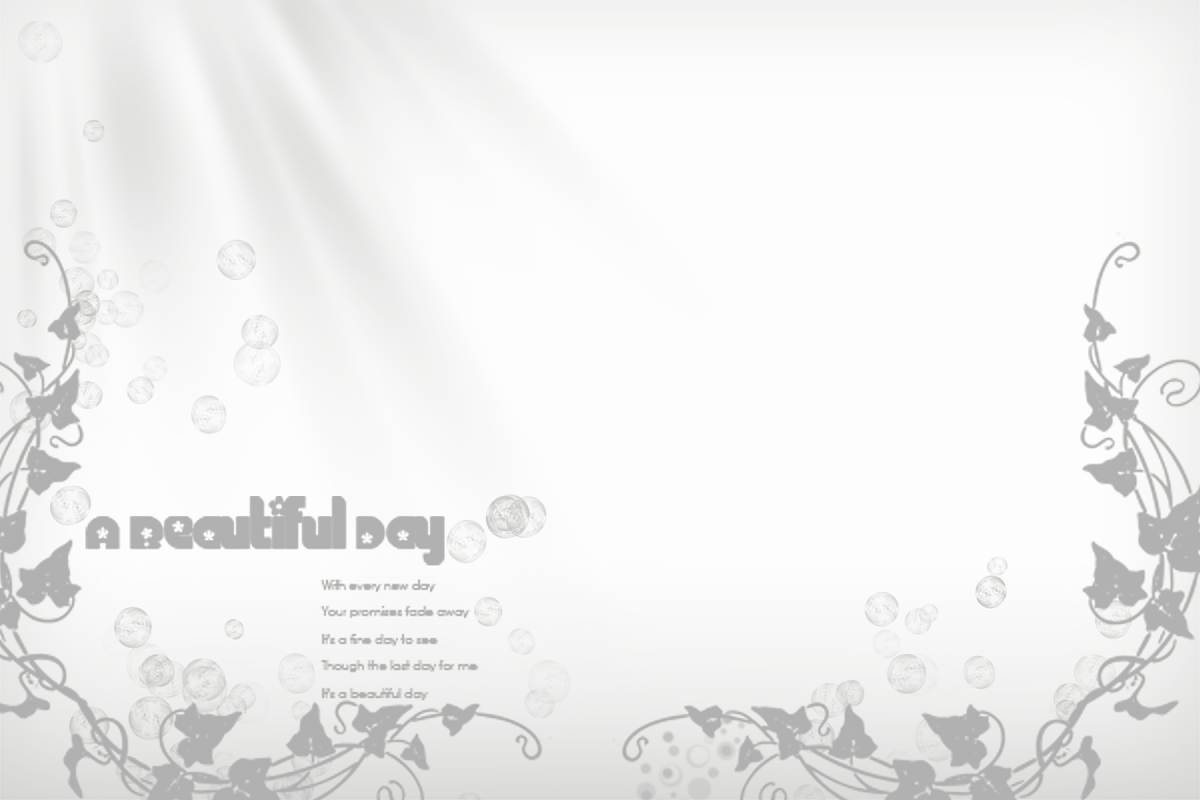 A Beautiful Day
With every new day
Your promises fade away
It's a fine day to see
Though the last day for me
It's a beautiful day